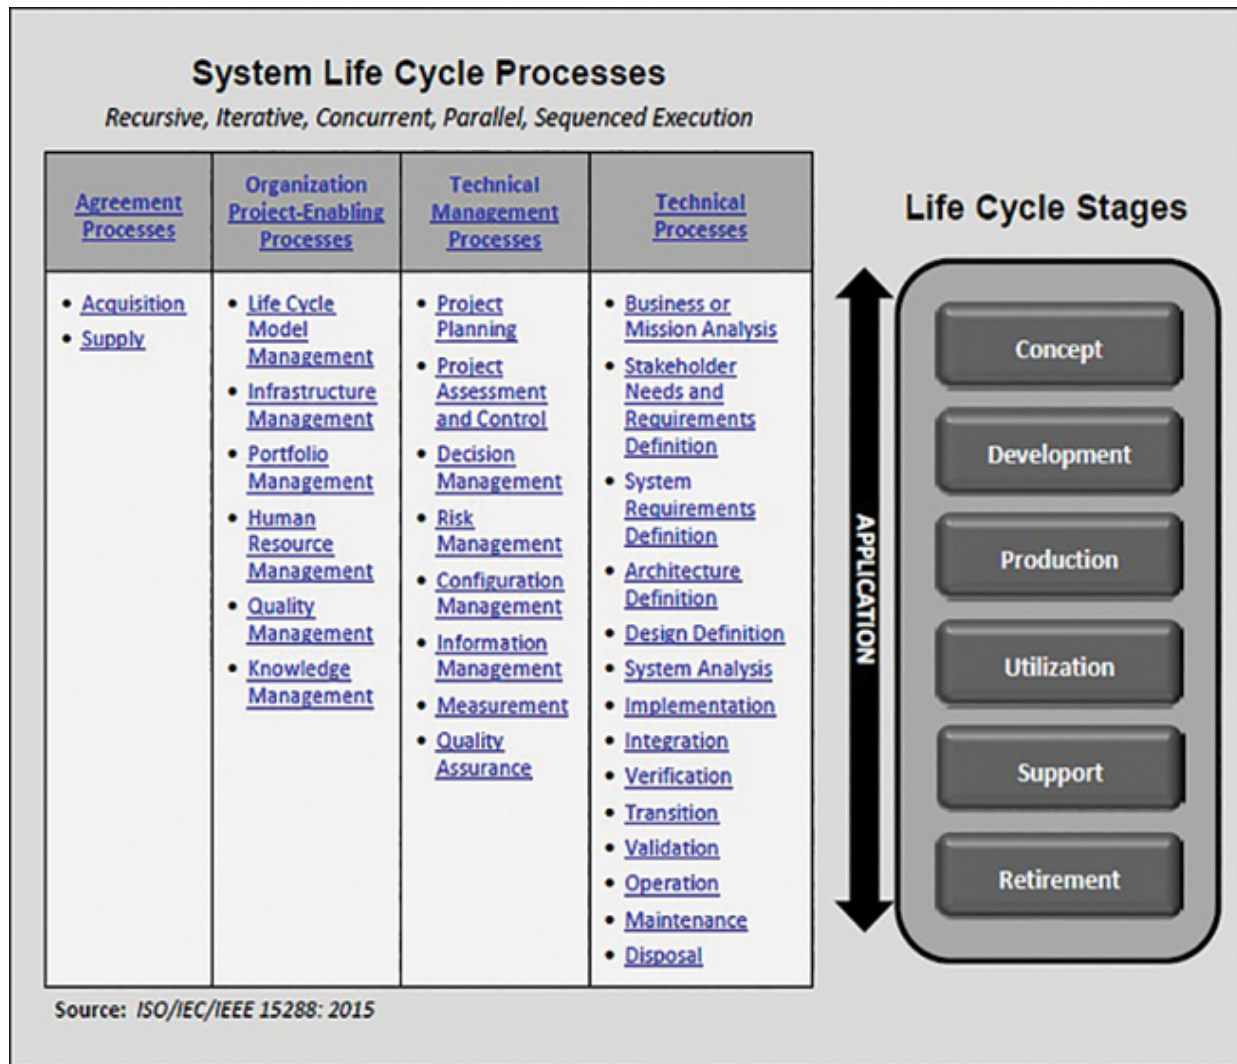 System Life Cycle Processes
Recursive, Iterative, Concurrent, Parallel, Sequenced Execution
Agreement
Processes
Organization
Project-Enabling
Processes
Technical
Management
Processes
Technical
Processes
• Acquisition
• Supply
• Life Cycle
Model
Management
• Infrastructure
Management
• Portfolio
Management
• Human
Resource
Management
• Quality
Management
• Knowledge
Management
• Project
Planning
• Project
Assessment
and Control
• Decision
Management
• Risk
Management
• Configuration
Management
• Information
Management
• Measurement
• Quality
Assurance
• Business or
Mission Analysis
• Stakeholder
Needs and
Requirements
Definition
• System
Requirements
Definition
• Architecture
Definition
• Design Definition
• System Analysis
• Implementation
• Integration
• Verification
• Transition
• Validation
• Operation
• Maintenance
• Disposal
Source: ISO/IEC/IEEE 15288: 2015
APPLICATION
Life Cycle Stages
Concept
Development
Production
Utilization
Support
Retirement